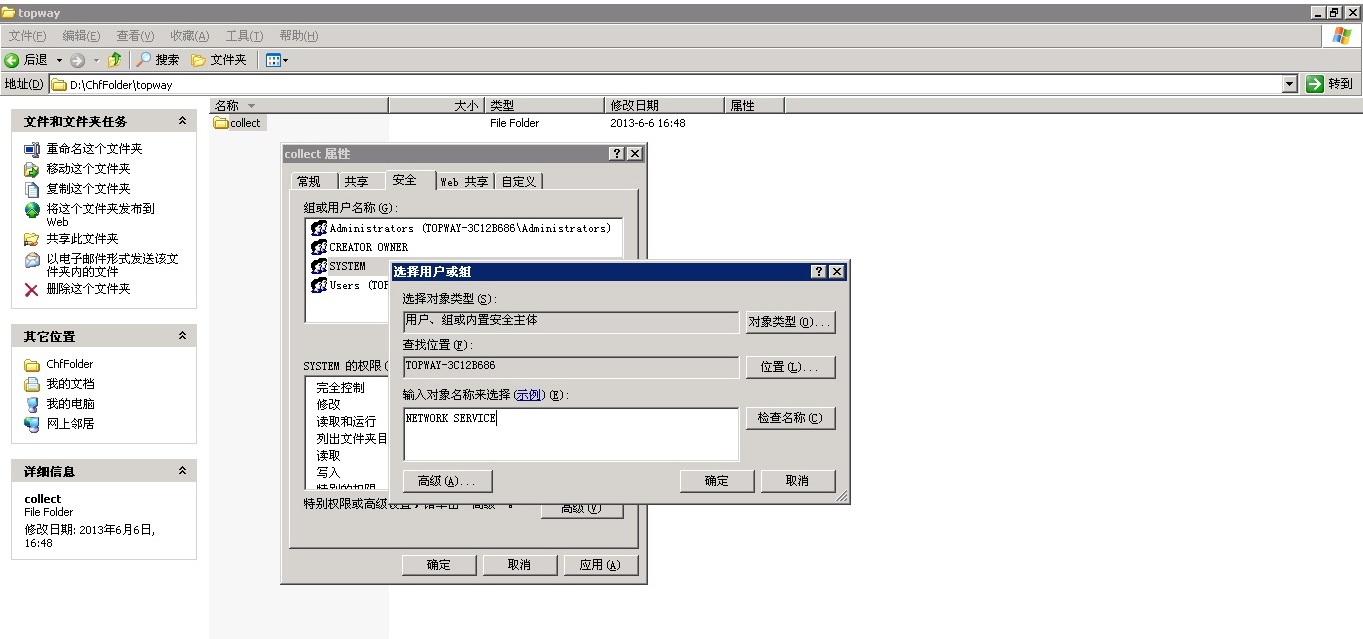 topway
文件(F) 编辑(E) 查看(V) 收藏(A) 工具(T) 帮助(H)
后退 搜索 文件夹
地址(D) D:\ChfFolder\topway 转到
名称 大小 类型 修改日期 属性
collect File Folder 2013-6-6 16:48
文件和文件夹任务
重命名这个文件夹
移动这个文件夹
复制这个文件夹
将这个文件夹发布到
Web
共享此文件夹
以电子邮件形式发送该文
件夹内的文件
删除这个文件夹
其它位置
ChfFolder
我的文档
我的电脑
网上邻居
详细信息
collect
File Folder
修改日期: 2013年6月6日,
16:48
collect 属性
常规 共享 安全 Web 共享 自定义
组或用户名称(G):
Administrators (TOPWAY-3C12B686\Administrators)
CREATOR OWNER
SYSTEM
Users (TOP
SYSTEM 的权限(
完全控制
修改
读取和运行
列出文件夹目
读取
写入
特别的权限
特别权限或高级
高级(V)
确定 取消 应用(A)
选择用户或组
选择对象类型(S):
用户、组或内置安全主体 对象类型(O)...
查找位置(F):
TOPWAY-3C12B686 位置(L)...
输入对象名称来选择(示例)(E):
NETWORK SERVICE 检查名称(C)
高级(A)... 确定 取消